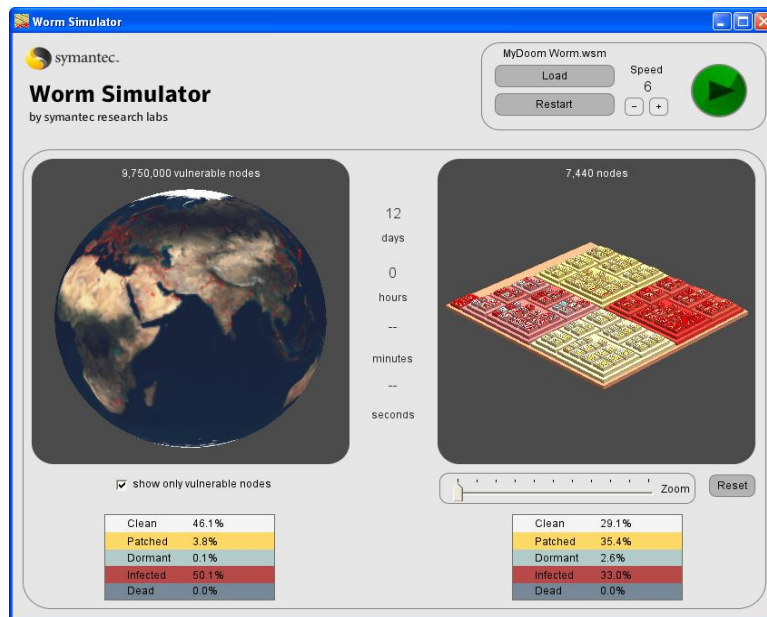 Worm Simulator
symantec.
Worm Simulator
by symantec research labs
MyDoom Worm.wsm
Load
Restart
Speed
6
- +
9,750,000 vulnerable nodes
12
days
0
hours
--
minutes
--
seconds
7,440 nodes
show only vulnerable nodes
Zoom
Reset
Clean 46.1%
Patched 3.8%
Dormant 0.1%
Infected 50.1%
Dead 0.0%
Clean 29.1%
Patched 35.4%
Dormant 2.6%
Infected 33.0%
Dead 0.0%